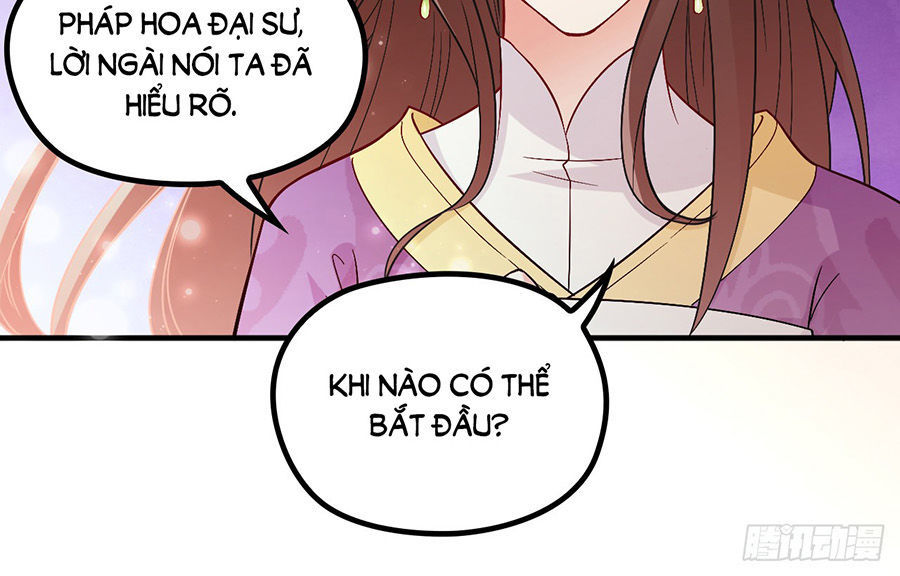 PHÁP HOA ĐẠI SƯ,
LỜI NGÀI NÓI TA ĐÃ
HIỂU RÕ.
KHI NÀO CÓ THỂ
BẮT ĐẦU?
腾讯动漫